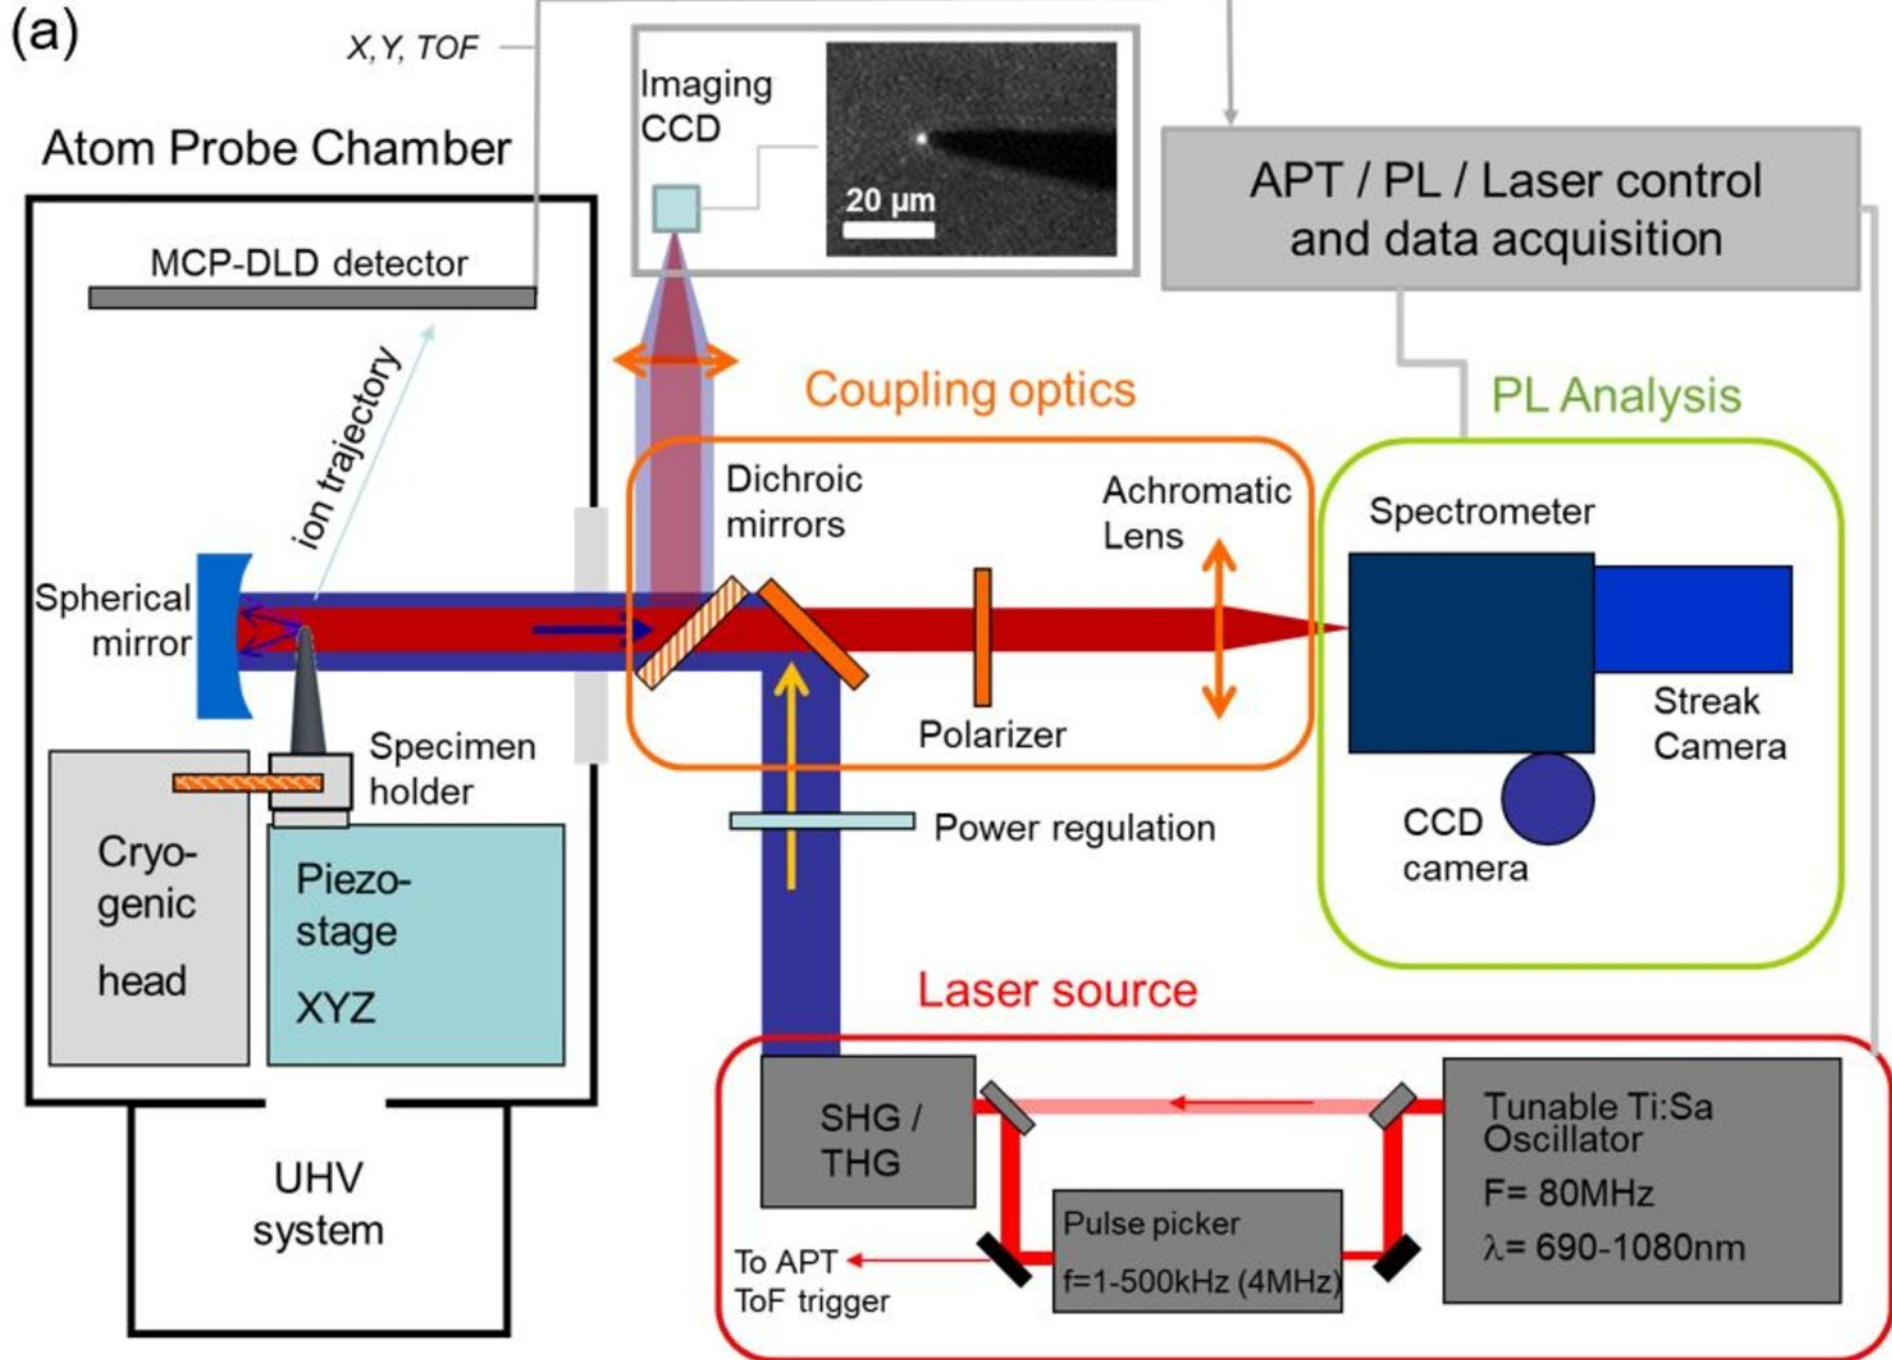 (a)
X,Y, TOF
Atom Probe Chamber
MCP-DLD detector
ion trajectory
Spherical
mirror
Specimen
holder
Cryo-
genic
head
Piezo-
stage
XYZ
UHV
system
Imaging
CCD
20 µm
APT / PL / Laser control
and data acquisition
Coupling optics
Dichroic
mirrors
Achromatic
Lens
Polarizer
Power regulation
PL Analysis
Spectrometer
Streak
Camera
CCD
camera
Laser source
SHG /
THG
Pulse picker
f=1-500kHz (4MHz)
To APT
ToF trigger
Tunable Ti:Sa
Oscillator
F= 80MHz
λ= 690-1080nm